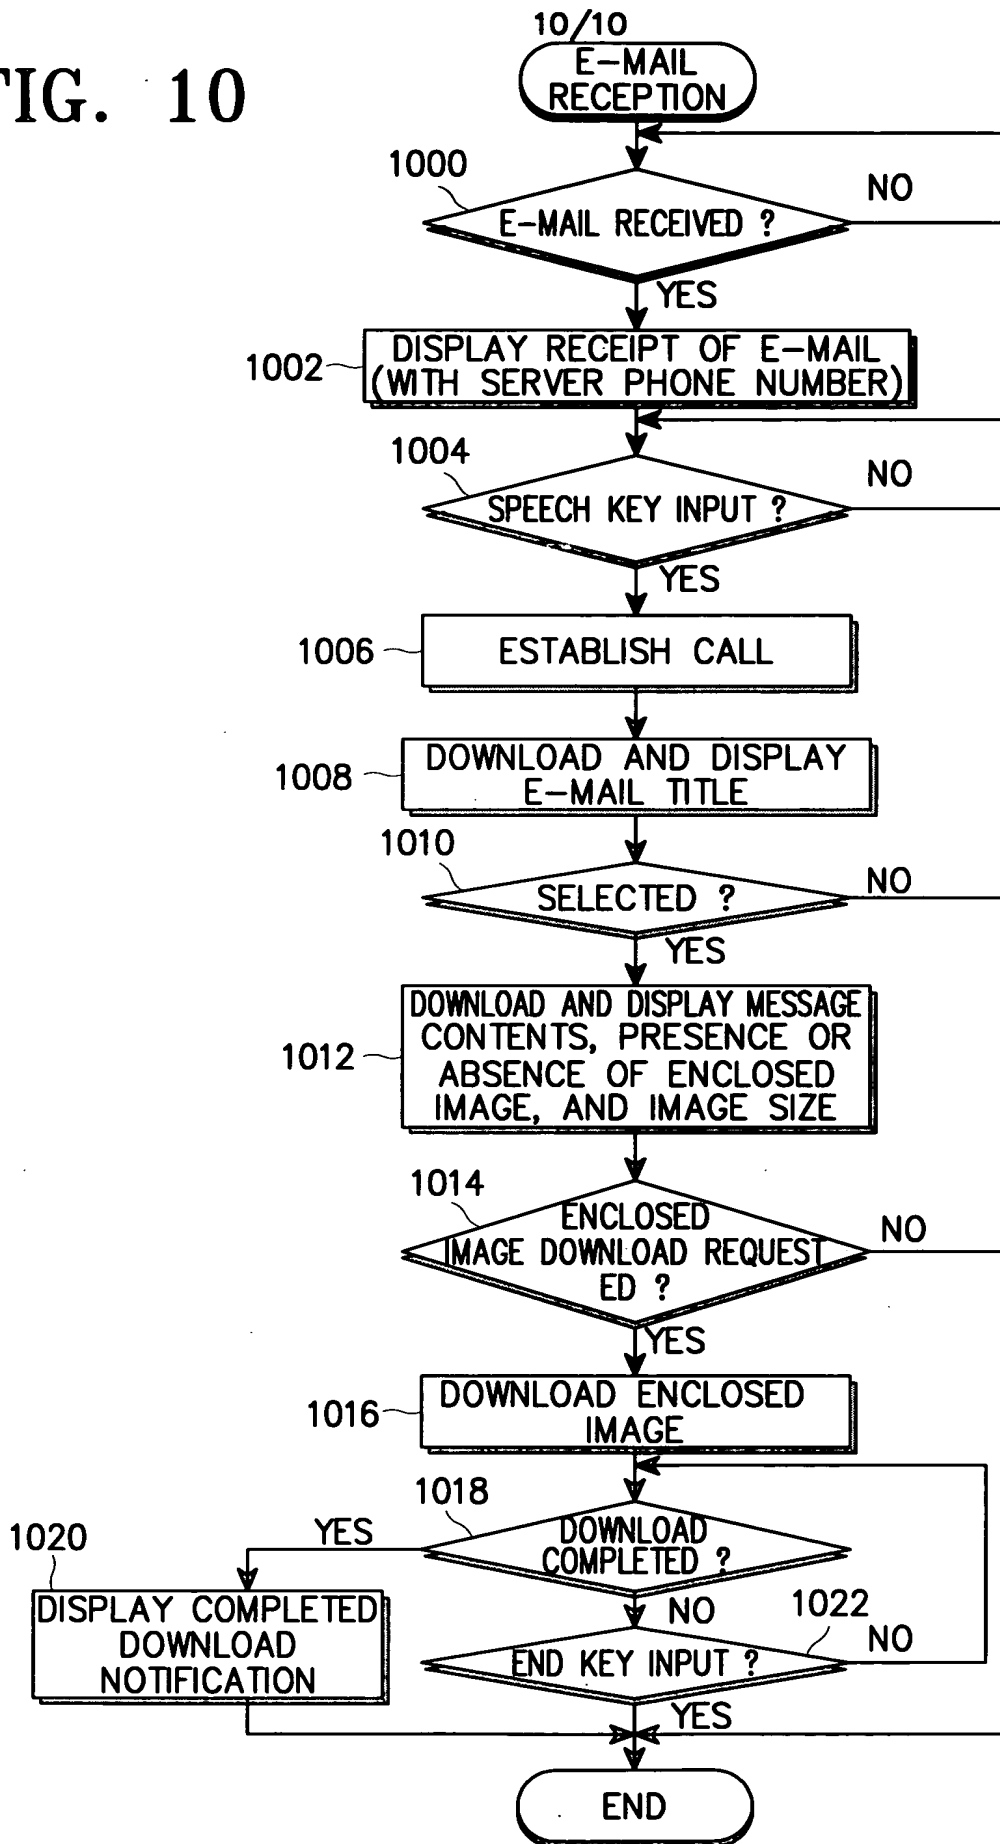 10/10
FIG. 10
E-MAIL
RECEPTION
1000
E-MAIL RECEIVED ?
NO
YES
1002
DISPLAY RECEIPT OF E-MAIL
(WITH SERVER PHONE NUMBER)
1004
SPEECH KEY INPUT ?
NO
YES
1006
ESTABLISH CALL
1008
DOWNLOAD AND DISPLAY
E-MAIL TITLE
1010
SELECTED ?
NO
YES
1012
DOWNLOAD AND DISPLAY MESSAGE
CONTENTS, PRESENCE OR
ABSENCE OF ENCLOSED
IMAGE, AND IMAGE SIZE
1014
ENCLOSED
IMAGE DOWNLOAD REQUEST
ED ?
NO
YES
1016
DOWNLOAD ENCLOSED
IMAGE
1018
DOWNLOAD
COMPLETED ?
YES
NO
1020
DISPLAY COMPLETED
DOWNLOAD
NOTIFICATION
1022
END KEY INPUT ?
NO
YES
END